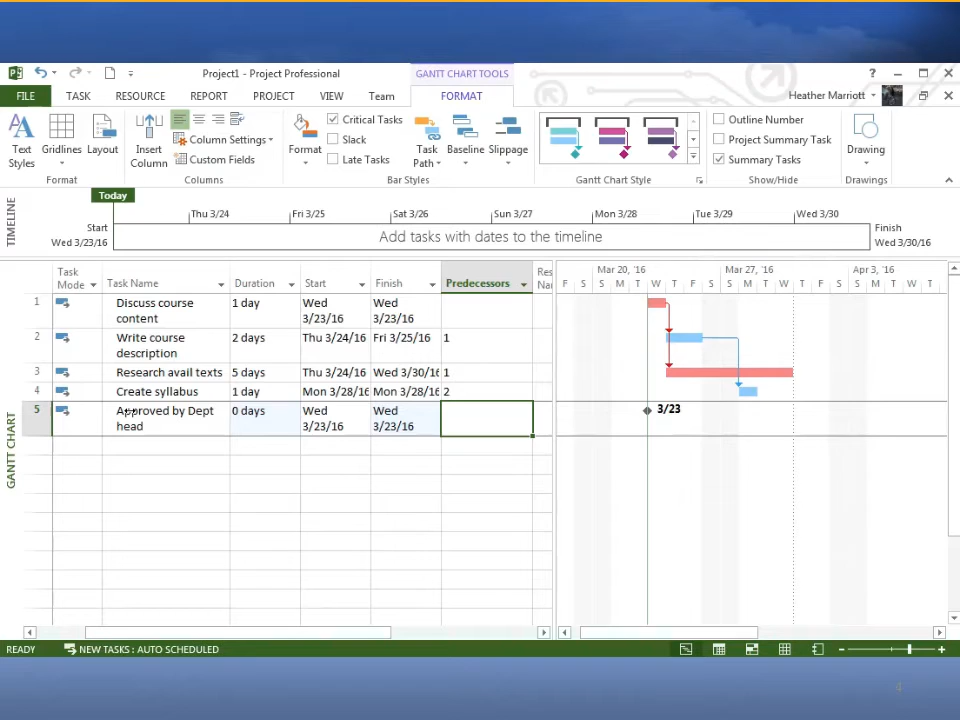 Project1 - Project Professional
GANTT CHART TOOLS
?
FILE TASK RESOURCE REPORT PROJECT VIEW Team FORMAT
Heather Marriott
Text Styles
Gridlines
Layout
Format
Insert Column
Column Settings
Custom Fields
Columns
Format
Critical Tasks
Slack
Late Tasks
Task Path
Baseline
Slippage
Bar Styles
Gantt Chart Style
Outline Number
Project Summary Task
Summary Tasks
Show/Hide
Drawing
Drawings
TIMELINE
Today
Start
Wed 3/23/16
Thu 3/24 Fri 3/25 Sat 3/26 Sun 3/27 Mon 3/28 Tue 3/29 Wed 3/30
Add tasks with dates to the timeline
Finish
Wed 3/30/16
GANTT CHART
Task Mode Task Name Duration Start Finish Predecessors Res Nar
1 Discuss course content 1 day Wed 3/23/16 Wed 3/23/16
2 Write course description 2 days Thu 3/24/16 Fri 3/25/16 1
3 Research avail texts 5 days Thu 3/24/16 Wed 3/30/16 1
4 Create syllabus 1 day Mon 3/28/16 Mon 3/28/16 2
5 Approved by Dept head 0 days Wed 3/23/16 Wed 3/23/16
Mar 20, '16 Mar 27, '16 Apr 3, '16
F S S M T W T F S S M T W T F S S M T W T
3/23
READY NEW TASKS : AUTO SCHEDULED
4